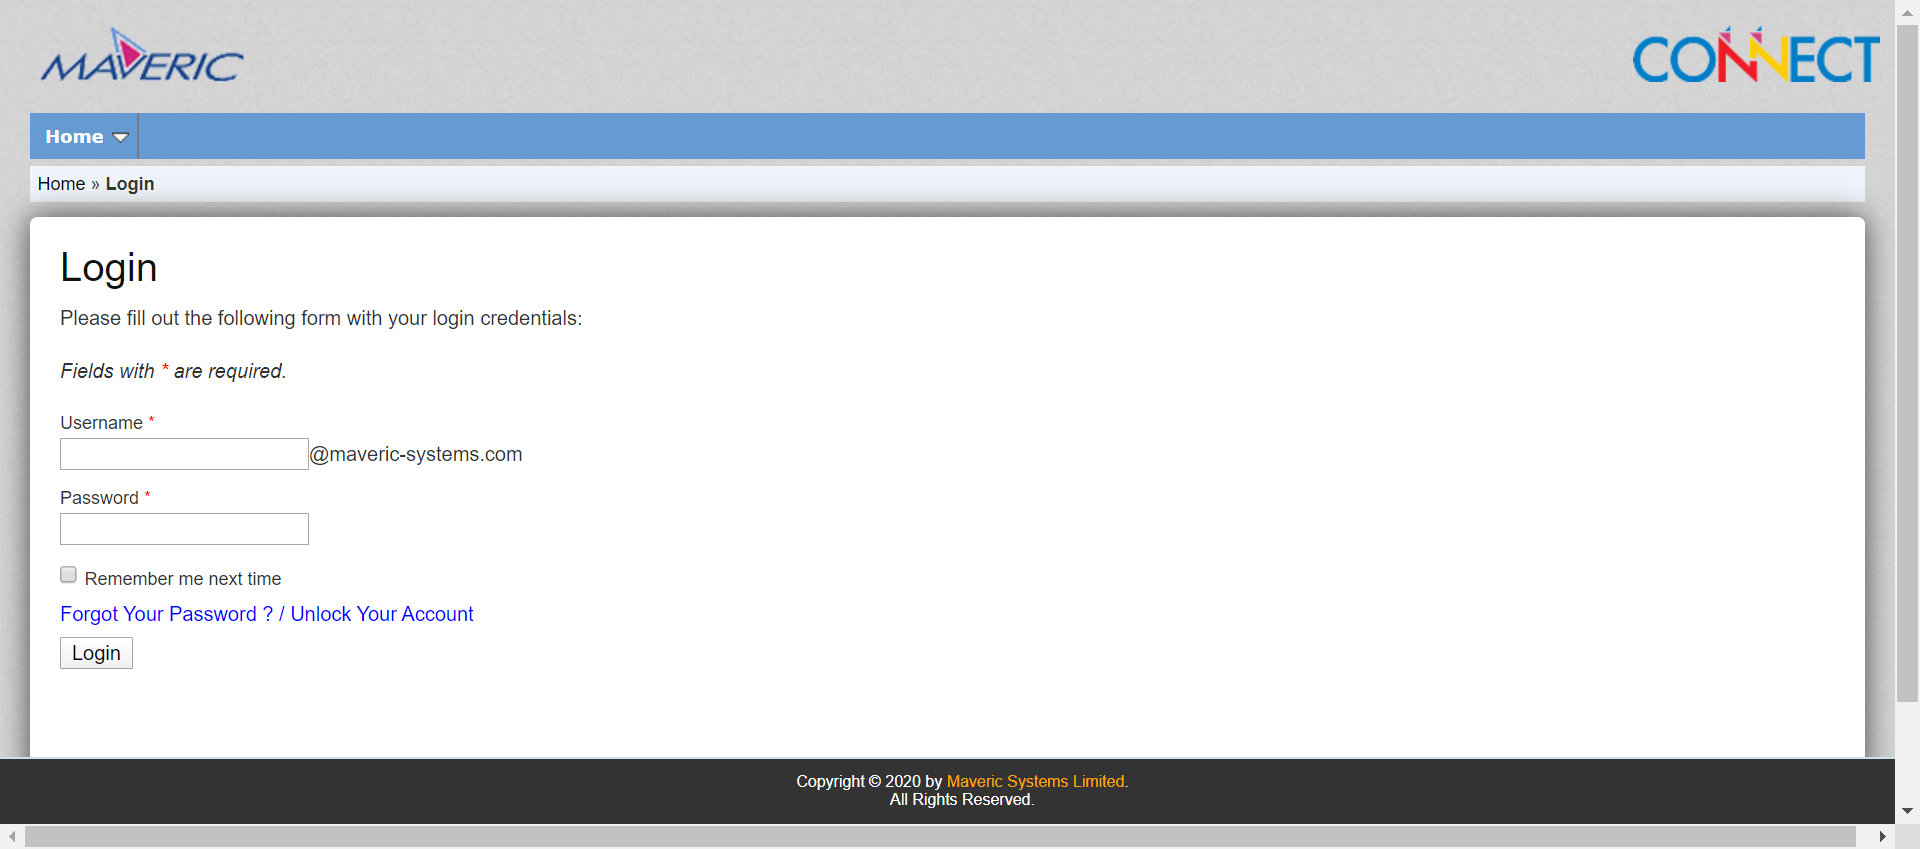 MAVERIC
CONNECT
Home
Home » Login
Login
Please fill out the following form with your login credentials:
Fields with * are required.
Username *
@maveric-systems.com
Password *
Remember me next time
Forgot Your Password ? / Unlock Your Account
Login
Copyright © 2020 by Maveric Systems Limited.
All Rights Reserved.